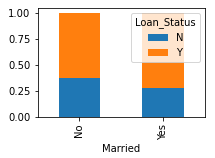 1.00
0.75
0.50
0.25
0.00
Loan_Status
N
Y
No
Yes
Married